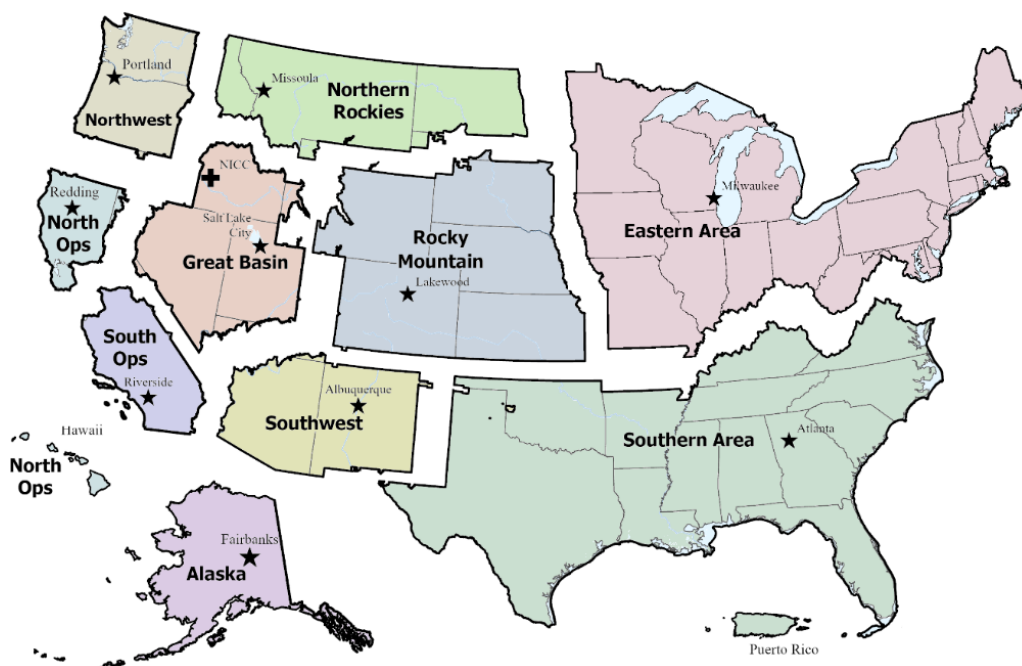 Portland
Northwest
Missoula
Northern
Rockies
NICC
Redding
North
Ops
Salt Lake
City
Great Basin
Rocky
Mountain
Lakewood
Milwaukee
Eastern Area
South
Ops
Riverside
Albuquerque
Southwest
Southern Area
Atlanta
Hawaii
North
Ops
Fairbanks
Alaska
Puerto Rico